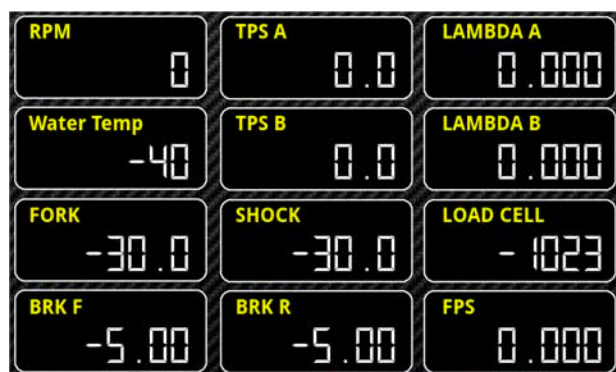 RPM TPS A LAMBDA A
0 0.0 0.000
Water Temp TPS B LAMBDA B
-40 0.0 0.000
FORK SHOCK LOAD CELL
-30.0 -30.0 -1023
BRK F BRK R FPS
-5.00 -5.00 0.000